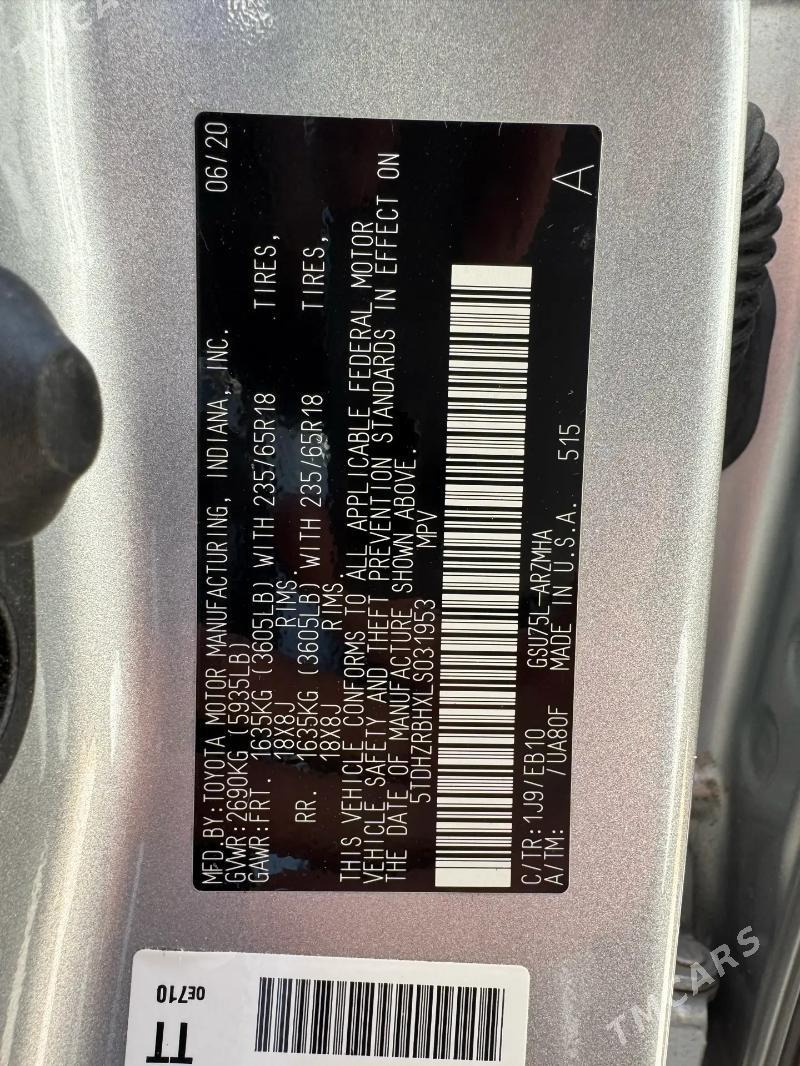 MFD.BY:TOYOTA MOTOR MANUFACTURING, INDIANA, INC. 06/20
GVWR:2690KG (5935LB)
GAWR:FRT. 1635KG (3605LB) WITH 235/65R18 TIRES,
18X8J RIMS.
RR. 1635KG (3605LB) WITH 235/65R18 TIRES,
18X8J RIMS.
THIS VEHICLE CONFORMS TO ALL APPLICABLE FEDERAL MOTOR
VEHICLE SAFETY AND THEFT PREVENTION STANDARDS IN EFFECT ON
THE DATE OF MANUFACTURE SHOWN ABOVE.
5TDHZRBHXLS031953 MPV
C/TR:1J9/EB10 GSU75L-ARZMHA
A/TM: /UA80F MADE IN U.S.A. 515 A
0E710
TT
TMCARS
TMCARS